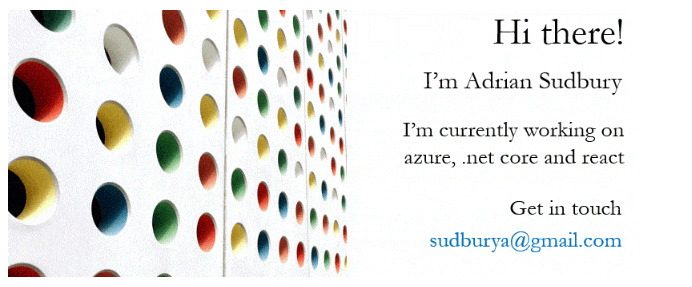 Hi there!
I'm Adrian Sudbury
I'm currently working on
azure, .net core and react
Get in touch
sudburya@gmail.com